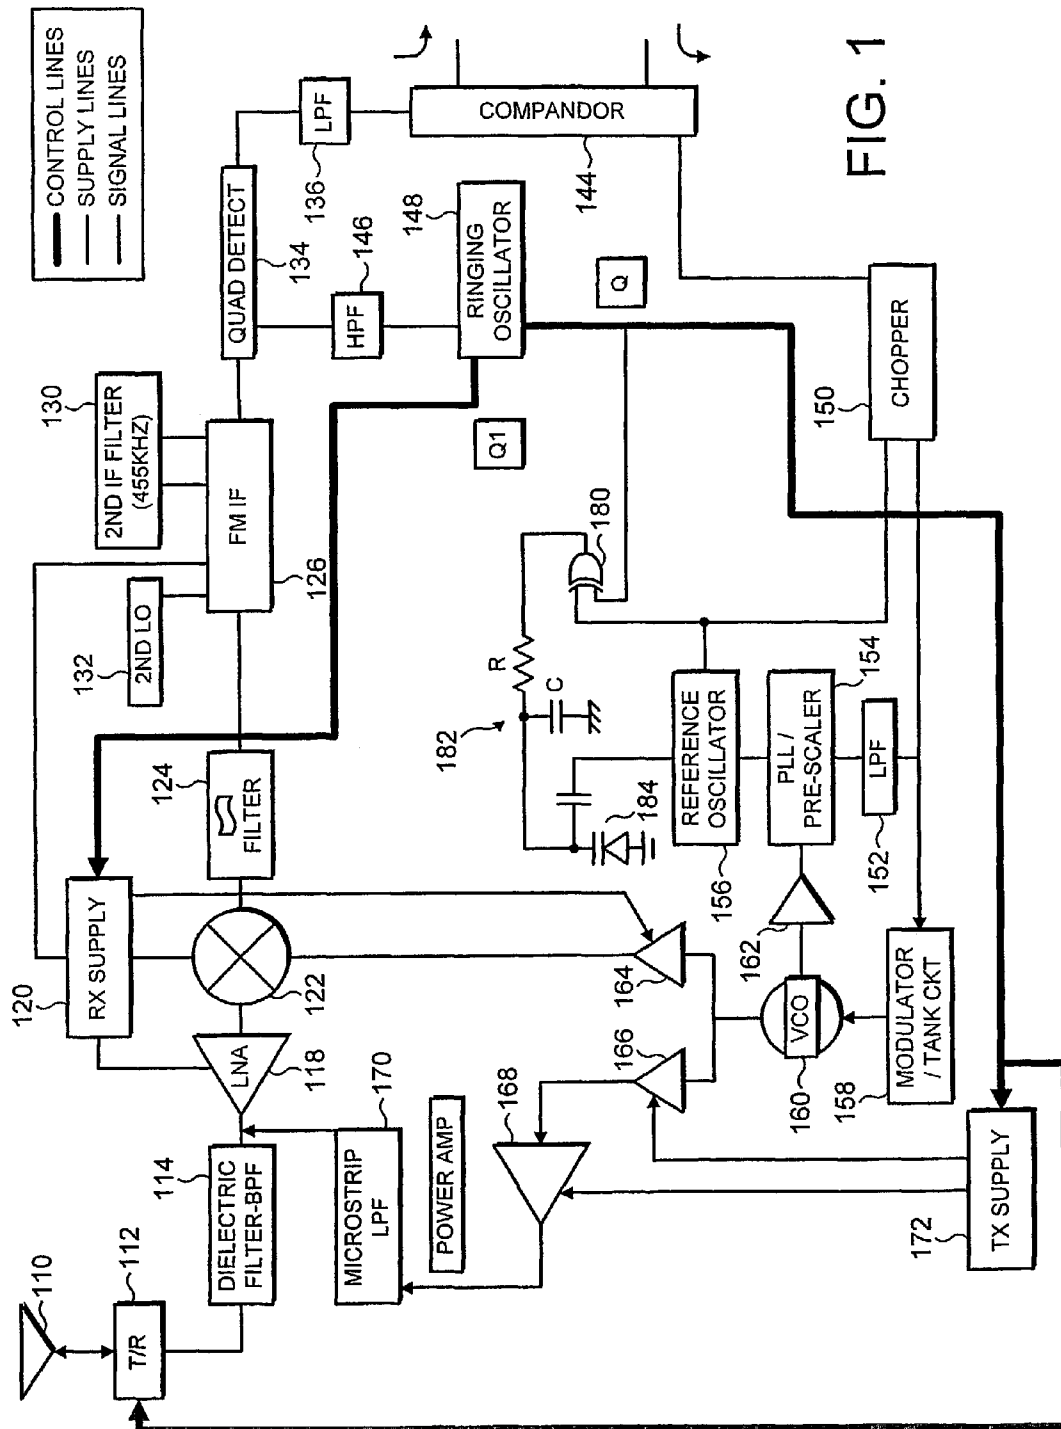 CONTROL LINES
SUPPLY LINES
SIGNAL LINES
110
T/R
112
DIELECTRIC
FILTER-BPF
114
LNA
118
RX SUPPLY
120
122
FILTER
124
2ND LO
132
FM IF
126
2ND IF FILTER
(455KHZ)
130
QUAD DETECT
134
LPF
136
HPF
146
RINGING
OSCILLATOR
148
COMPANDOR
144
Q1
Q
MICROSTRIP
LPF
170
POWER AMP
168
166
164
182
R
C
180
184
REFERENCE
OSCILLATOR
156
PLL /
PRE-SCALER
154
LPF
152
162
VCO
160
MODULATOR
/ TANK CKT
158
CHOPPER
150
TX SUPPLY
172
FIG. 1